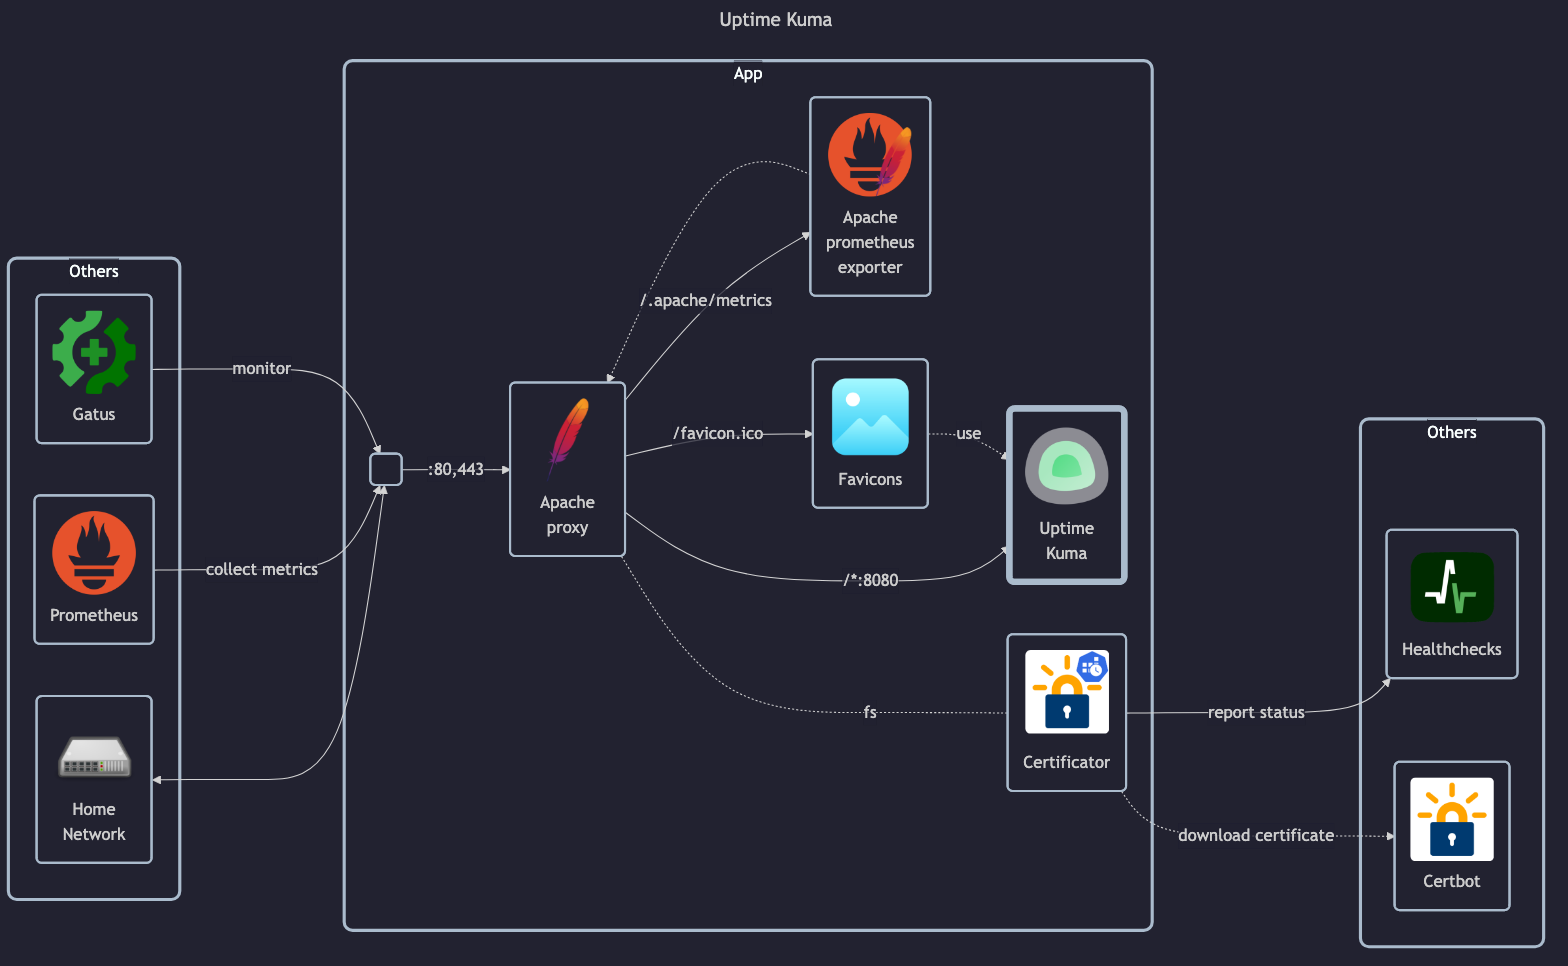 Uptime Kuma
App
Apache
prometheus
exporter
Others
Gatus
monitor
/.apache/metrics
:80,443
Apache
proxy
/favicon.ico
Favicons
use
Uptime
Kuma
Others
Prometheus
collect metrics
/*:8080
Healthchecks
Home
Network
fs
Certificator
report status
download certificate
Certbot